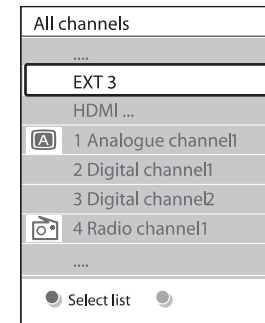 All channels
....
EXT 3
HDMI ...
A 1 Analogue channel1
2 Digital channel1
3 Digital channel2
4 Radio channel1
....
Select list